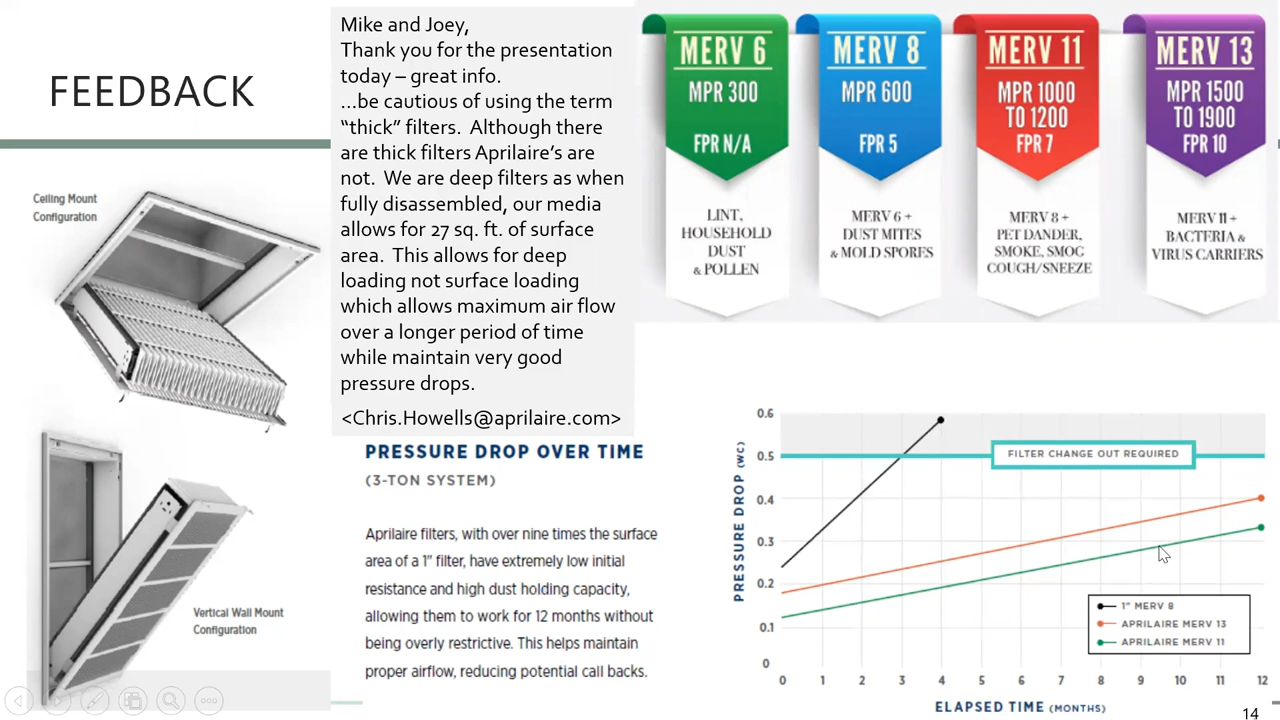 FEEDBACK
Ceiling Mount
Configuration
Vertical Wall Mount
Configuration
Mike and Joey,
Thank you for the presentation
today – great info.
...be cautious of using the term
“thick” filters.  Although there
are thick filters Aprilaire’s are
not.  We are deep filters as when
fully disassembled, our media
allows for 27 sq. ft. of surface
area.  This allows for deep
loading not surface loading
which allows maximum air flow
over a longer period of time
while maintain very good
pressure drops.
<Chris.Howells@aprilaire.com>
MERV 6
MPR 300
FPR N/A
LINT,
HOUSEHOLD
DUST
& POLLEN
MERV 8
MPR 600
FPR 5
MERV 6 +
DUST MITES
& MOLD SPORES
MERV 11
MPR 1000
TO 1200
FPR 7
MERV 8 +
PET DANDER,
SMOKE, SMOG
COUGH/SNEEZE
MERV 13
MPR 1500
TO 1900
FPR 10
MERV 11 +
BACTERIA &
VIRUS CARRIERS
PRESSURE DROP OVER TIME
(3-TON SYSTEM)
Aprilaire filters, with over nine times the surface
area of a 1" filter, have extremely low initial
resistance and high dust holding capacity,
allowing them to work for 12 months without
being overly restrictive. This helps maintain
proper airflow, reducing potential call backs.
PRESSURE DROP (WC)
0.6
0.5
0.4
0.3
0.2
0.1
0
FILTER CHANGE OUT REQUIRED
1" MERV 8
APRILAIRE MERV 13
APRILAIRE MERV 11
0 1 2 3 4 5 6 7 8 9 10 11 12
ELAPSED TIME (MONTHS)
14